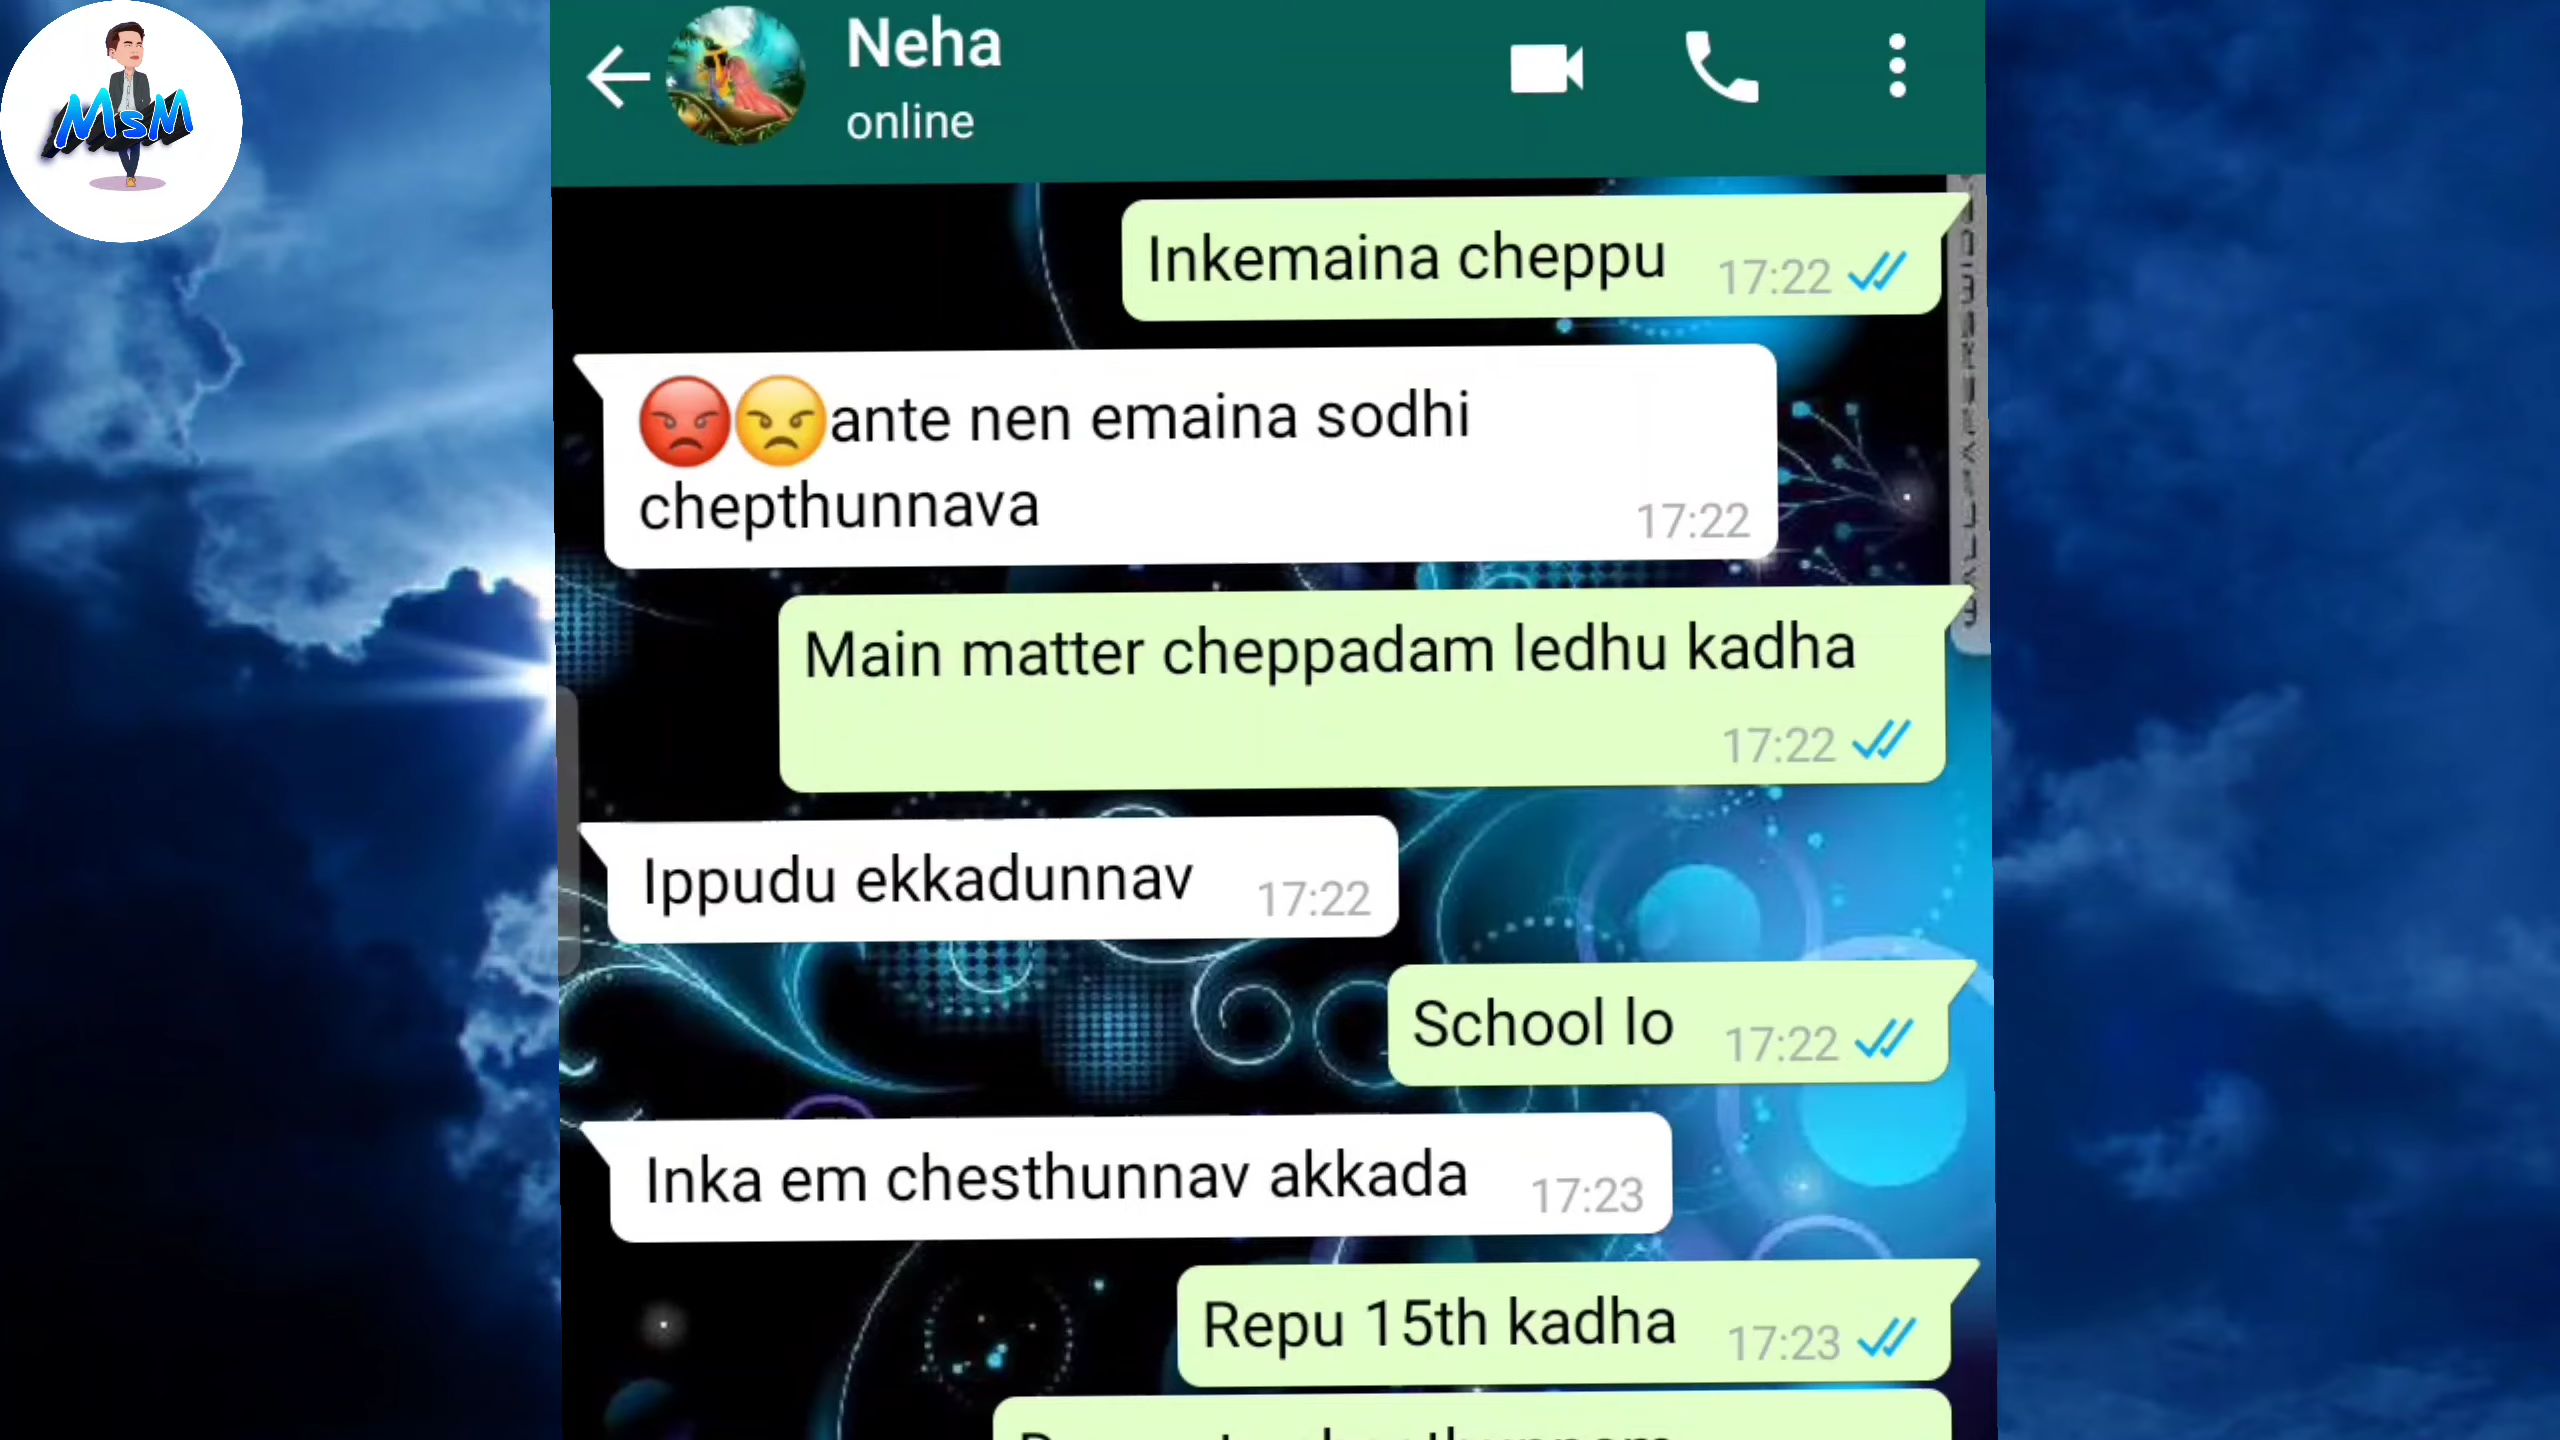 MsM
Neha
online
Inkemaina cheppu 17:22
😡😠ante nen emaina sodhi
chepthunnava 17:22
Main matter cheppadam ledhu kadha
17:22
Ippudu ekkadunnav 17:22
School lo 17:22
Inka em chesthunnav akkada 17:23
Repu 15th kadha 17:23